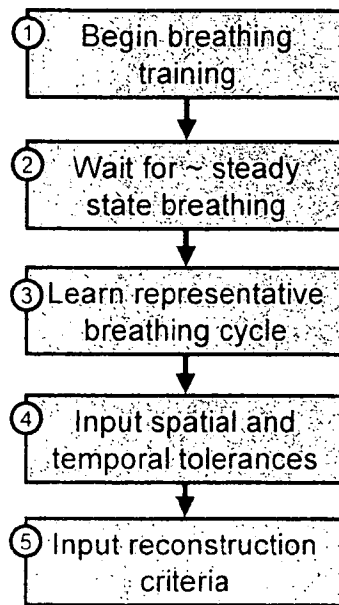 1 Begin breathing
training
2 Wait for ~ steady
state breathing
3 Learn representative
breathing cycle
4 Input spatial and
temporal tolerances
5 Input reconstruction
criteria